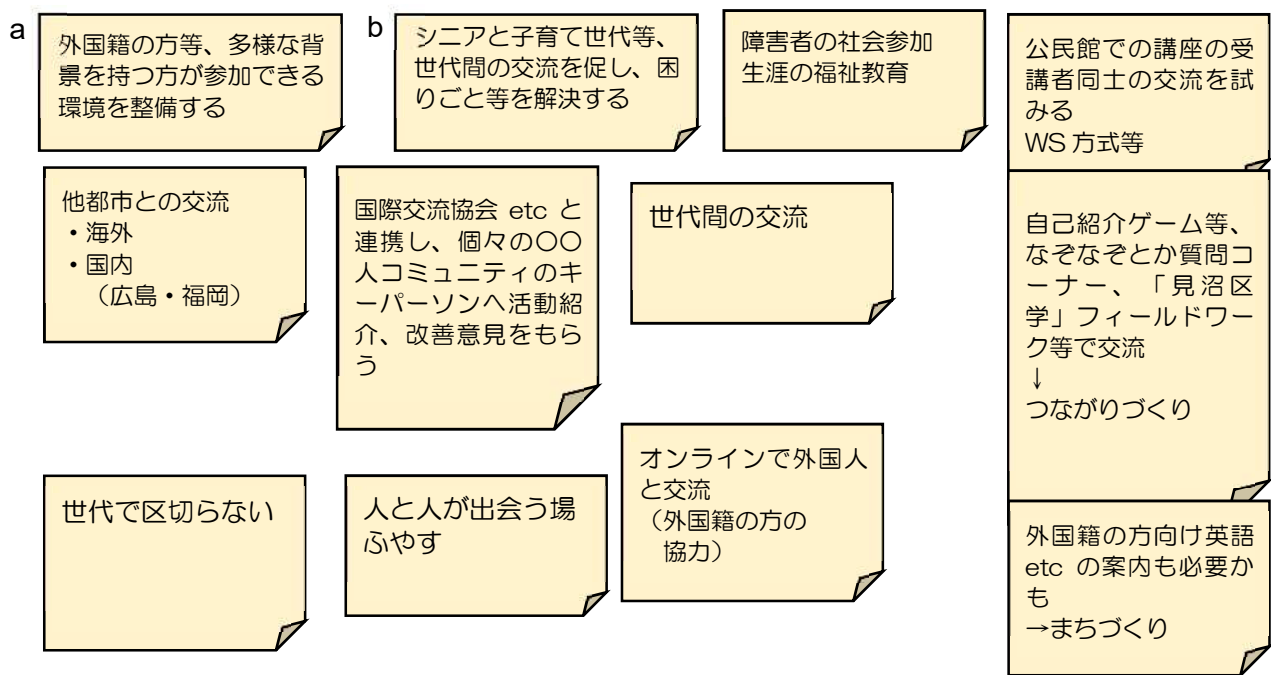 a
外国籍の方等、多様な背
景を持つ方が参加できる
環境を整備する
b
シニアと子育て世代等、
世代間の交流を促し、困
りごと等を解決する
障害者の社会参加
生涯の福祉教育
公民館での講座の受
講者同士の交流を試
みる
WS 方式等
他都市との交流
・海外
・国内
（広島・福岡）
国際交流協会 etc と
連携し、個々の〇〇
人コミュニティのキ
ーパーソンへ活動紹
介、改善意見をもら
う
世代間の交流
自己紹介ゲーム等、
なぞなぞとか質問コ
ーナー、「見沼区
学」フィールドワー
ク等で交流
↓
つながりづくり
世代で区切らない
人と人が出会う場
ふやす
オンラインで外国人
と交流
（外国籍の方の
協力）
外国籍の方向け英語
etc の案内も必要か
も
→まちづくり